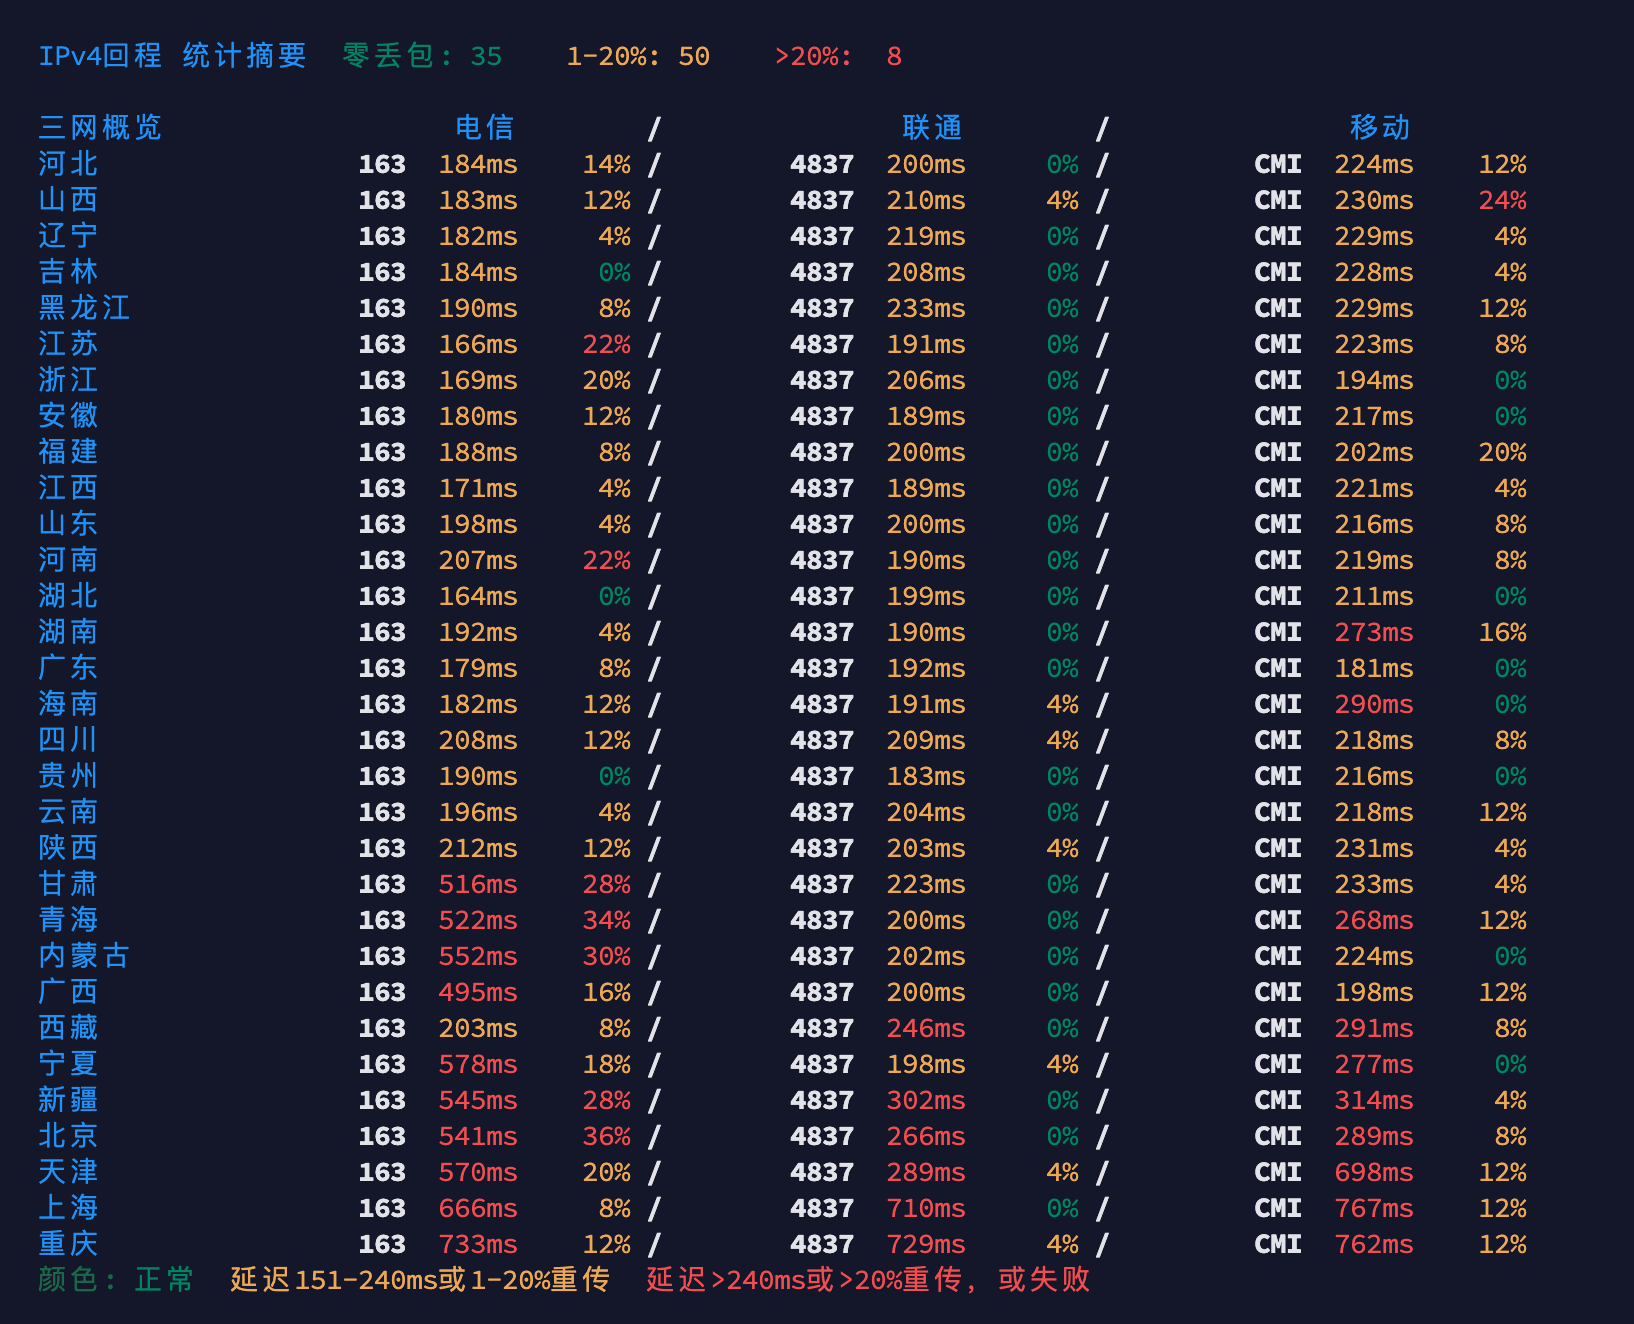 IPv4回程 统计摘要 零丢包: 35 1-20%: 50 >20%: 8
三网概览 电信 / 联通 / 移动
河北 163 184ms 14% / 4837 200ms 0% / CMI 224ms 12%
山西 163 183ms 12% / 4837 210ms 4% / CMI 230ms 24%
辽宁 163 182ms 4% / 4837 219ms 0% / CMI 229ms 4%
吉林 163 184ms 0% / 4837 208ms 0% / CMI 228ms 4%
黑龙江 163 190ms 8% / 4837 233ms 0% / CMI 229ms 12%
江苏 163 166ms 22% / 4837 191ms 0% / CMI 223ms 8%
浙江 163 169ms 20% / 4837 206ms 0% / CMI 194ms 0%
安徽 163 180ms 12% / 4837 189ms 0% / CMI 217ms 0%
福建 163 188ms 8% / 4837 200ms 0% / CMI 202ms 20%
江西 163 171ms 4% / 4837 189ms 0% / CMI 221ms 4%
山东 163 198ms 4% / 4837 200ms 0% / CMI 216ms 8%
河南 163 207ms 22% / 4837 190ms 0% / CMI 219ms 8%
湖北 163 164ms 0% / 4837 199ms 0% / CMI 211ms 0%
湖南 163 192ms 4% / 4837 190ms 0% / CMI 273ms 16%
广东 163 179ms 8% / 4837 192ms 0% / CMI 181ms 0%
海南 163 182ms 12% / 4837 191ms 4% / CMI 290ms 0%
四川 163 208ms 12% / 4837 209ms 4% / CMI 218ms 8%
贵州 163 190ms 0% / 4837 183ms 0% / CMI 216ms 0%
云南 163 196ms 4% / 4837 204ms 0% / CMI 218ms 12%
陕西 163 212ms 12% / 4837 203ms 4% / CMI 231ms 4%
甘肃 163 516ms 28% / 4837 223ms 0% / CMI 233ms 4%
青海 163 522ms 34% / 4837 200ms 0% / CMI 268ms 12%
内蒙古 163 552ms 30% / 4837 202ms 0% / CMI 224ms 0%
广西 163 495ms 16% / 4837 200ms 0% / CMI 198ms 12%
西藏 163 203ms 8% / 4837 246ms 0% / CMI 291ms 8%
宁夏 163 578ms 18% / 4837 198ms 4% / CMI 277ms 0%
新疆 163 545ms 28% / 4837 302ms 0% / CMI 314ms 4%
北京 163 541ms 36% / 4837 266ms 0% / CMI 289ms 8%
天津 163 570ms 20% / 4837 289ms 4% / CMI 698ms 12%
上海 163 666ms 8% / 4837 710ms 0% / CMI 767ms 12%
重庆 163 733ms 12% / 4837 729ms 4% / CMI 762ms 12%
颜色: 正常 延迟151-240ms或1-20%重传 延迟>240ms或>20%重传, 或失败